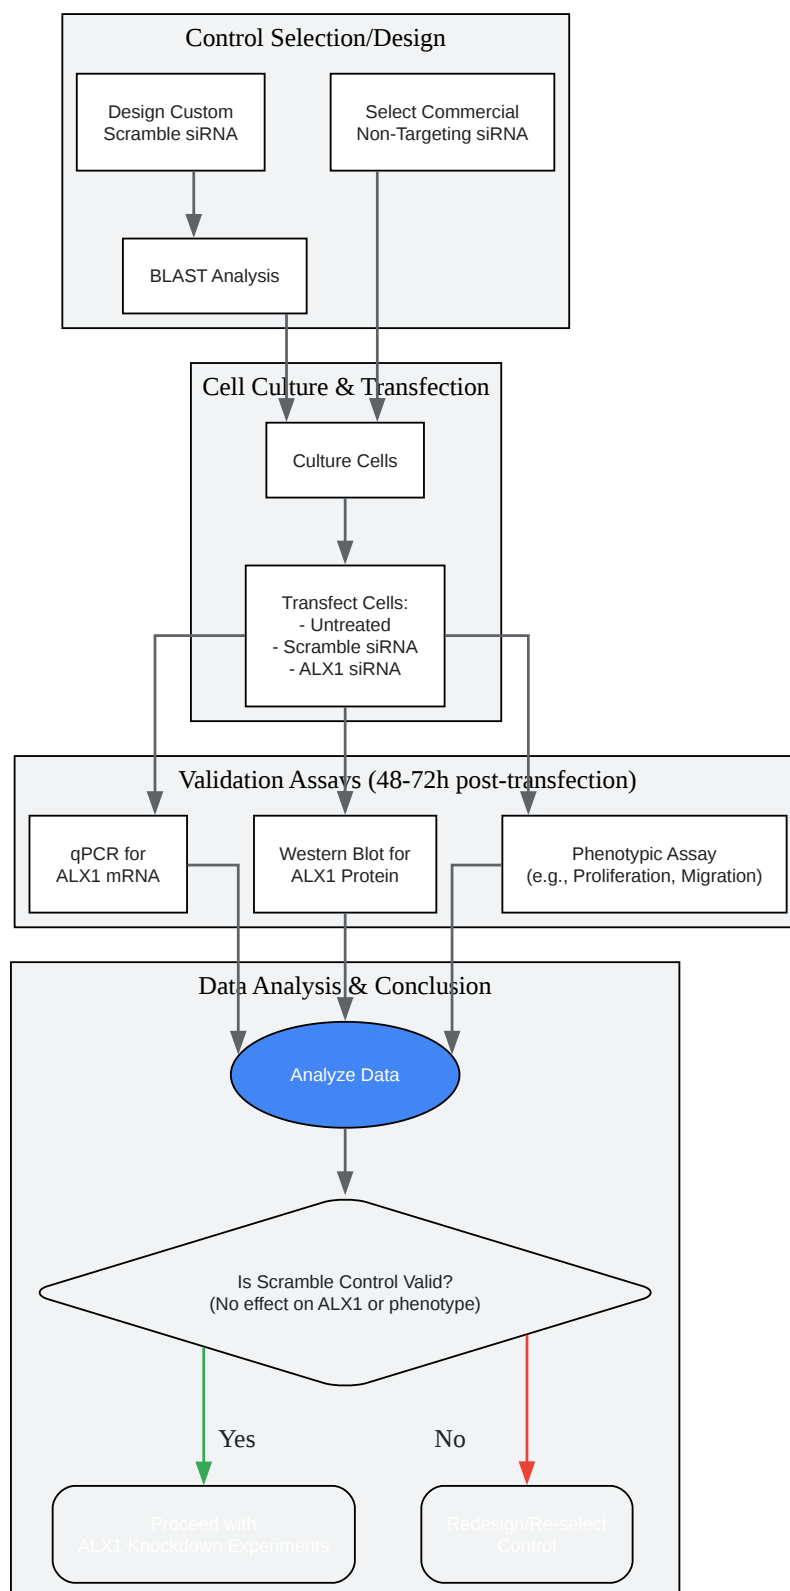 Control Selection/Design
Design Custom
Scramble siRNA
Select Commercial
Non-Targeting siRNA
BLAST Analysis
Cell Culture & Transfection
Culture Cells
Transfect Cells:
- Untreated
- Scramble siRNA
- ALX1 siRNA
Validation Assays (48-72h post-transfection)
qPCR for
ALX1 mRNA
Western Blot for
ALX1 Protein
Phenotypic Assay
(e.g., Proliferation, Migration)
Data Analysis & Conclusion
Analyze Data
Is Scramble Control Valid?
(No effect on ALX1 or phenotype)
Yes
No
Proceed with
ALX1 Knockdown Experiments
Redesign/Re-select
Control